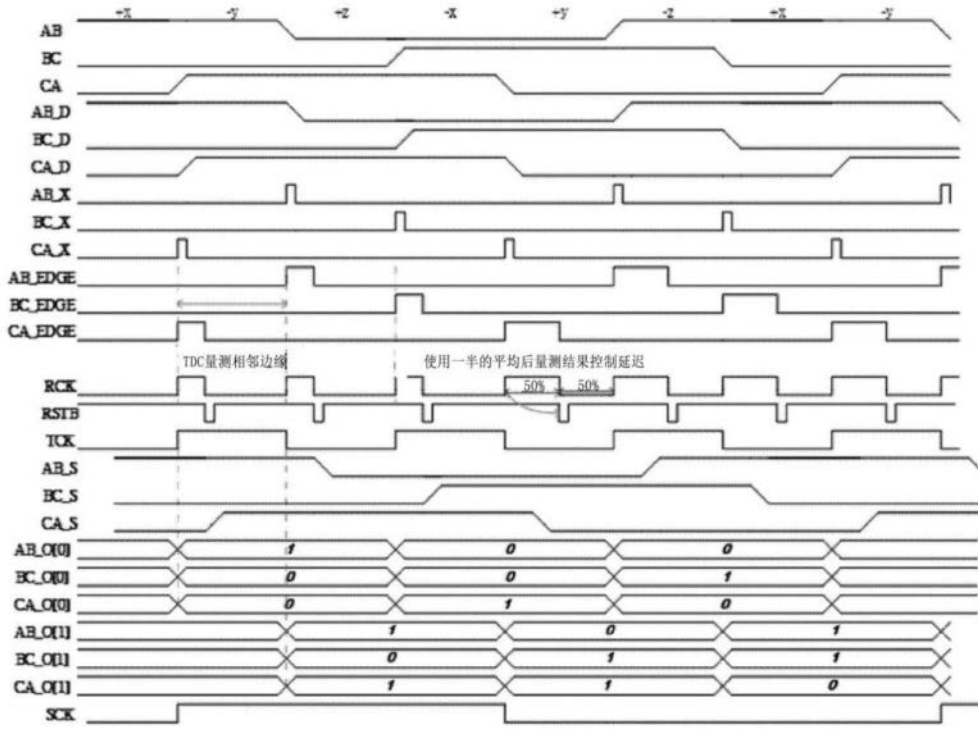 +X -y +Z -X +y -Z +X -y
AB
BC
CA
AB_D
BC_D
CA_D
AB_X
BC_X
CA_X
AB_EDGE
BC_EDGE
CA_EDGE
TDC量测相邻边缘 使用一半的平均后量测结果控制延迟
RCK 50% 50%
RSTB
TCK
AB_S
BC_S
CA_S
AB_O[0] 1 0 0
BC_O[0] 0 0 1
CA_O[0] 0 1 0
AB_O[1] 1 0 1
BC_O[1] 0 1 1
CA_O[1] 1 1 0
SCK